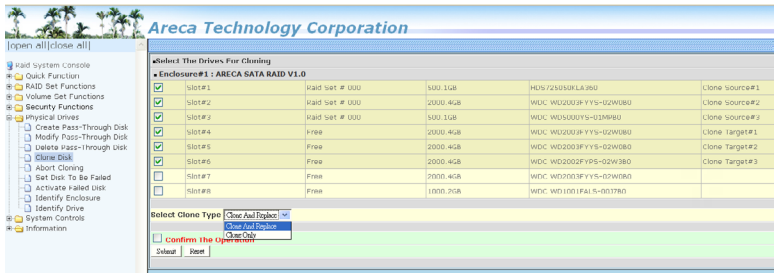 Areca Technology Corporation
|open all|close all|
Raid System Console
Quick Function
RAID Set Functions
Volume Set Functions
Security Functions
Physical Drives
Create Pass-Through Disk
Modify Pass-Through Disk
Delete Pass-Through Disk
Clone Disk
Abort Cloning
Set Disk To Be Failed
Activate Failed Disk
Identify Enclosure
Identify Drive
System Controls
Information
Select The Drives For Cloning
Enclosure#1 : ARECA SATA RAID V1.0
Slot#1 Raid Set # 000 500.1GB HDS725050KLA360 Clone Source#1
Slot#2 Raid Set # 000 2000.4GB WDC WD2003FYYS-02W0B0 Clone Source#2
Slot#3 Raid Set # 000 500.1GB WDC WD5000YS-01MPB0 Clone Source#3
Slot#4 Free 2000.4GB WDC WD2003FYYS-02W0B0 Clone Target#1
Slot#5 Free 2000.4GB WDC WD2003FYYS-02W0B0 Clone Target#2
Slot#6 Free 2000.4GB WDC WD2002FYPS-02W3B0 Clone Target#3
Slot#7 Free 2000.4GB WDC WD2003FYYS-02W0B0
Slot#8 Free 1000.2GB WDC WD1001FALS-00J7B0
Select Clone Type Clone And Replace
Clone And Replace
Clone Only
Confirm The Operation
Submit Reset